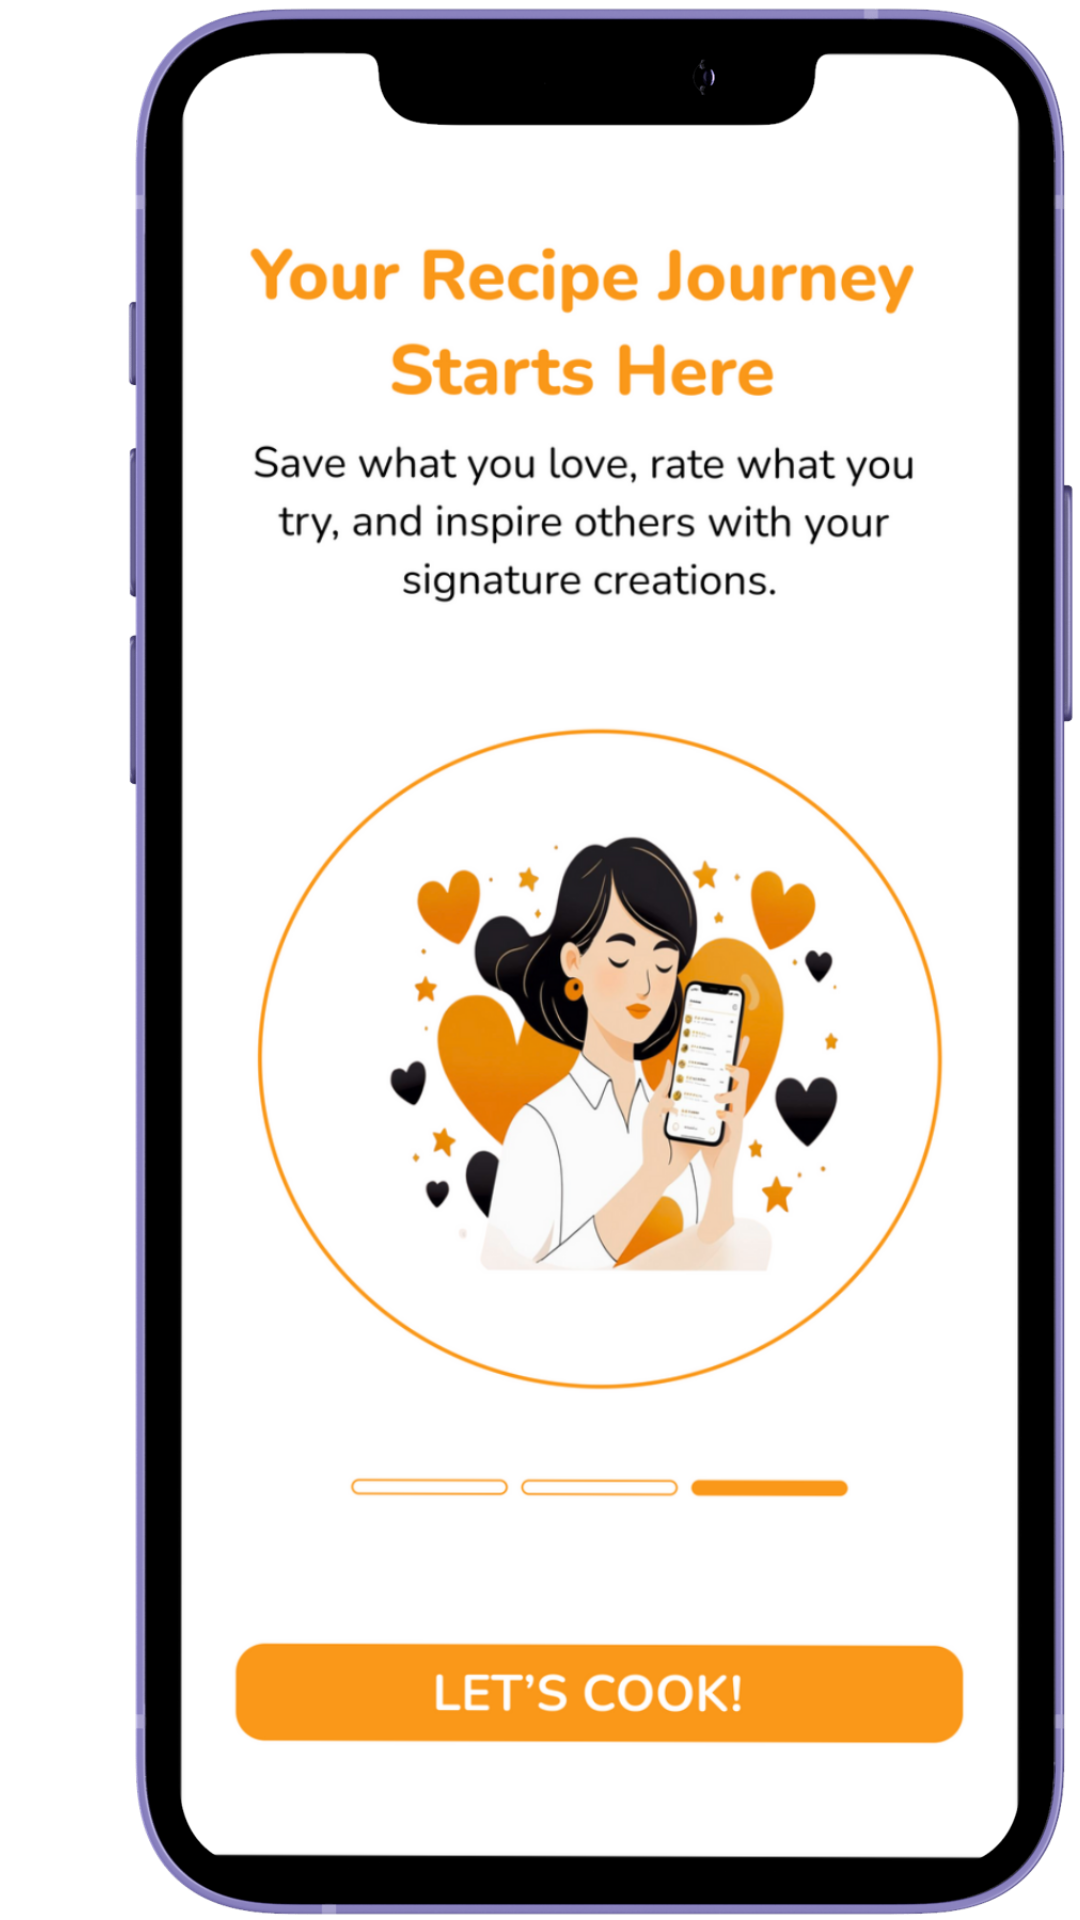 Your Recipe Journey
Starts Here
Save what you love, rate what you
try, and inspire others with your
signature creations.
LET'S COOK!